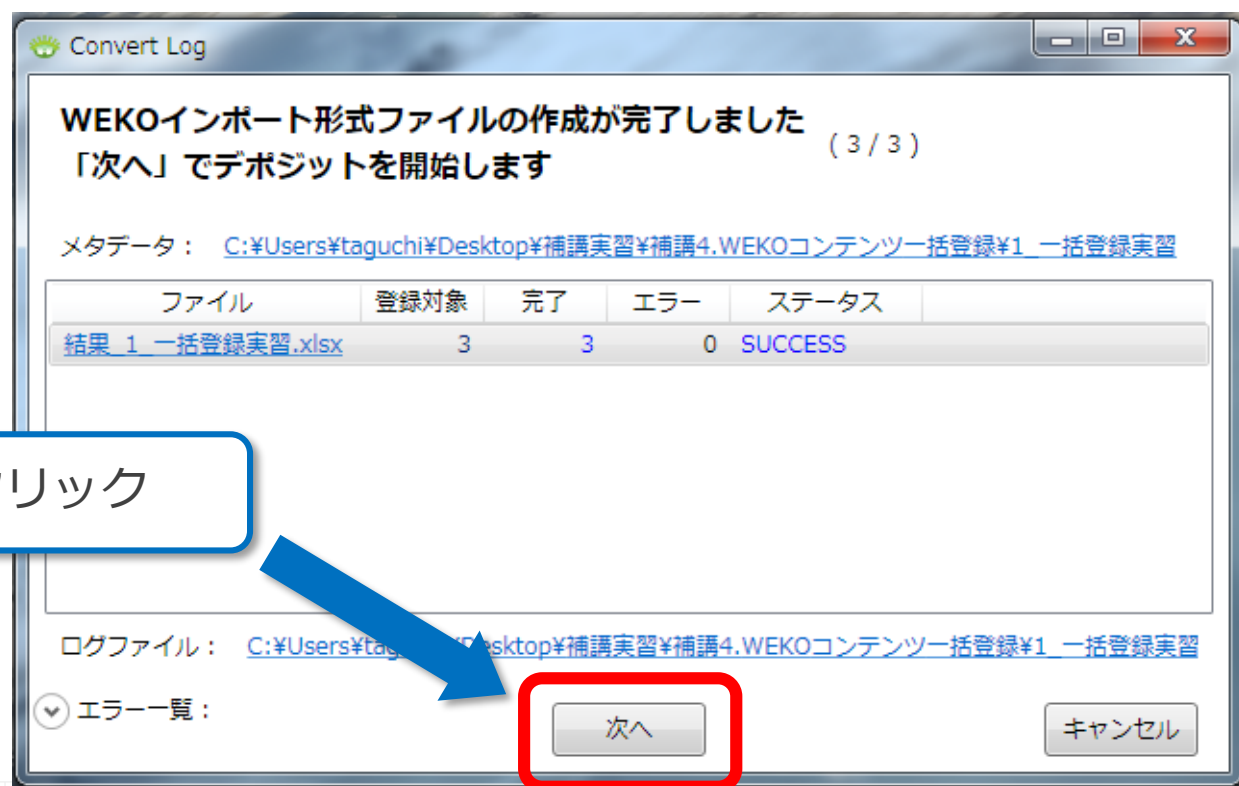 Convert Log
WEKOインポート形式ファイルの作成が完了しました
「次へ」でデポジットを開始します
( 3 / 3 )
メタデータ： C:¥Users¥taguchi¥Desktop¥補講実習¥補講4.WEKOコンテンツ一括登録¥1_一括登録実習
ファイル 登録対象 完了 エラー ステータス
結果_1_一括登録実習.xlsx 3 3 0 SUCCESS
リック
ログファイル： C:¥Users¥tag sktop¥補講実習¥補講4.WEKOコンテンツ一括登録¥1_一括登録実習
エラー一覧：
次へ
キャンセル